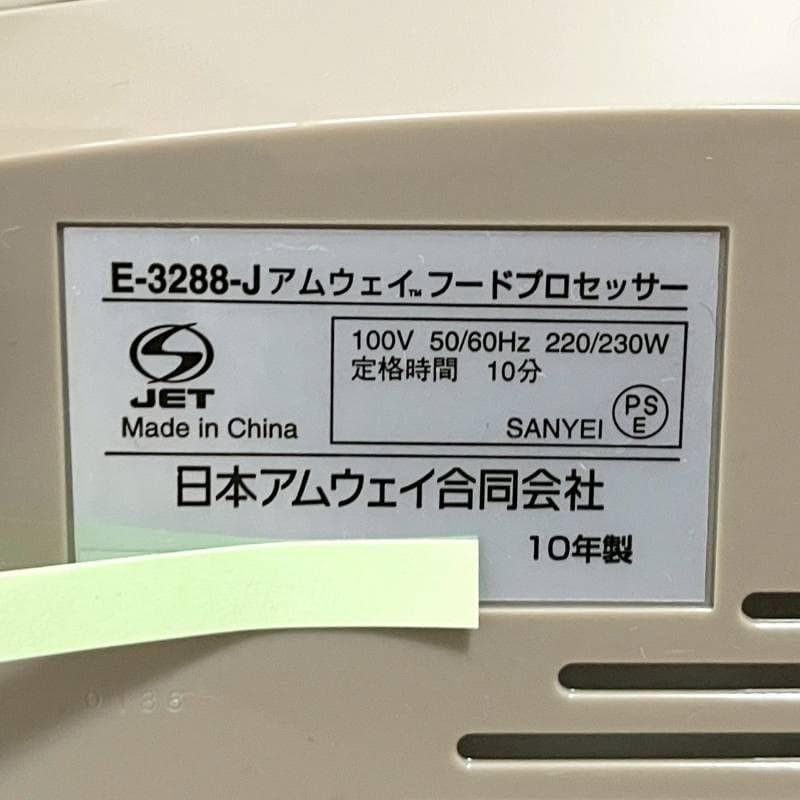 E-3288-J アムウェイ™フードプロセッサー
JET
Made in China
100V 50/60Hz 220/230W
定格時間 10分
SANYEI
PS
E
日本アムウェイ合同会社
10年製
0186